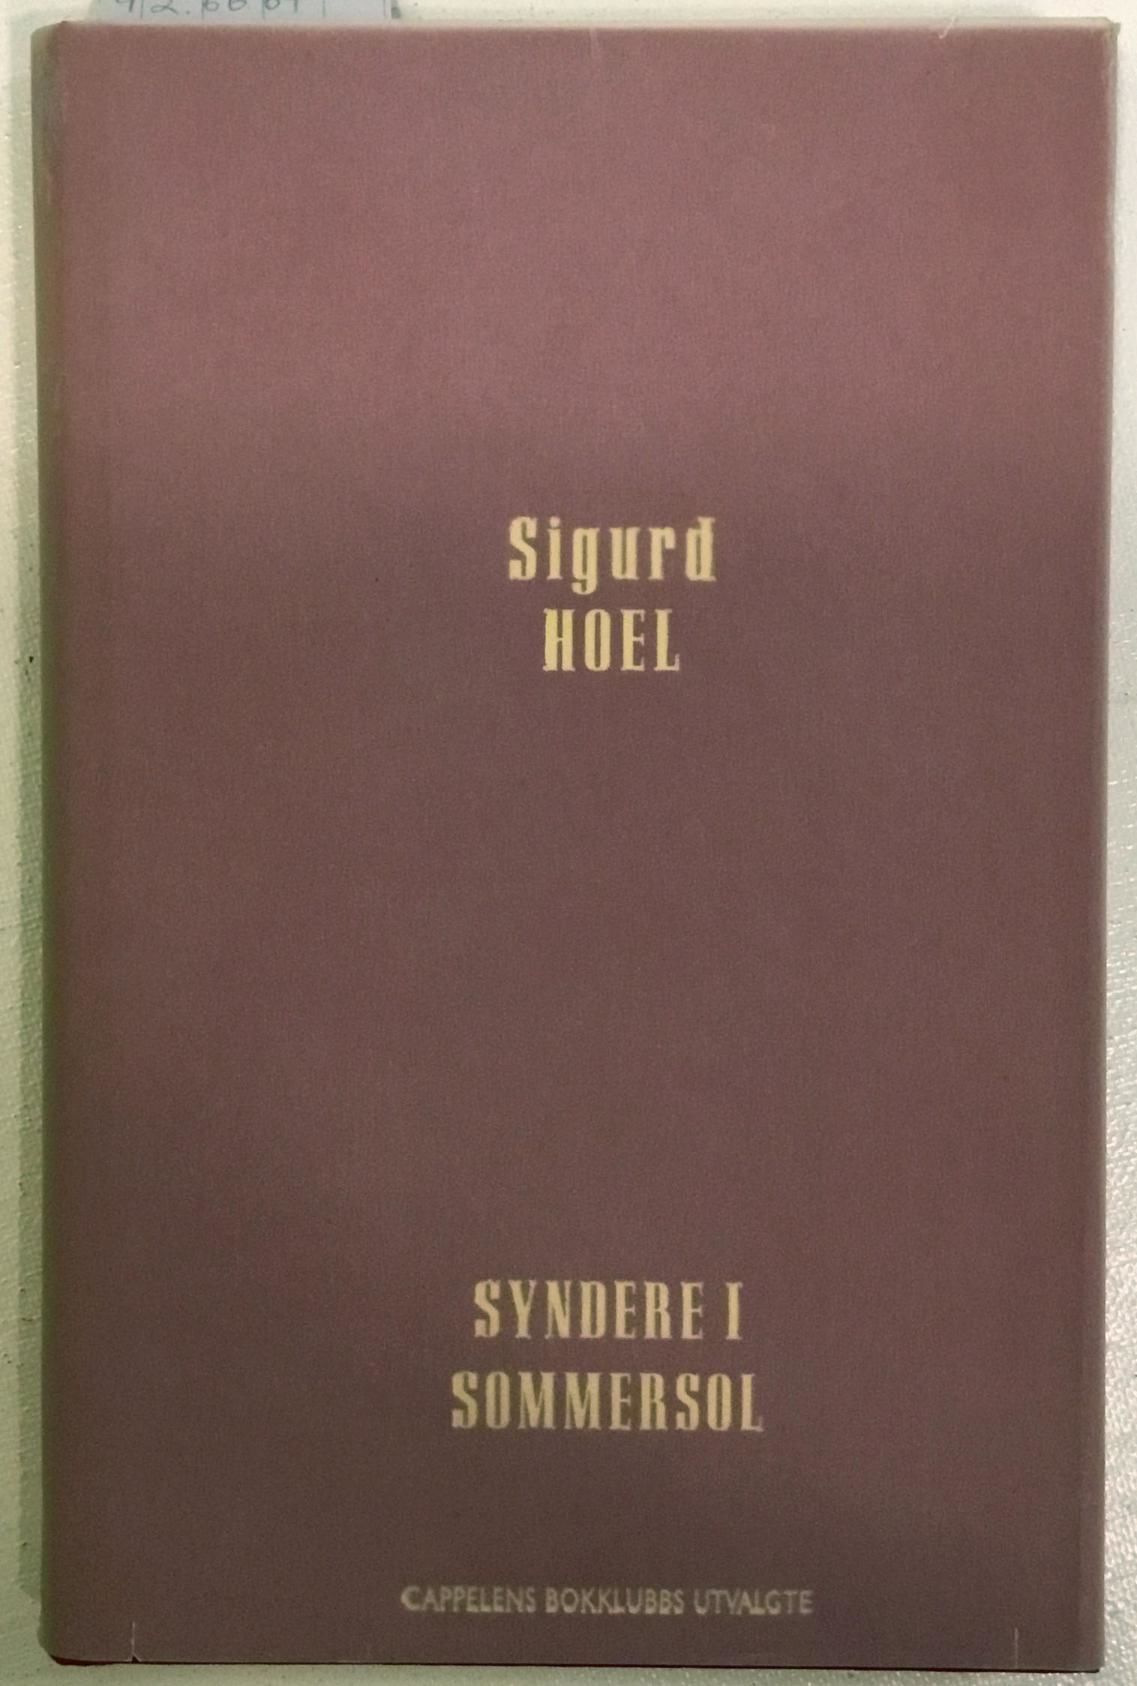 Sigurd
HOEL
SYNDERE I
SOMMERSOL
CAPPELENS BOKKLUBBS UTVALGTE